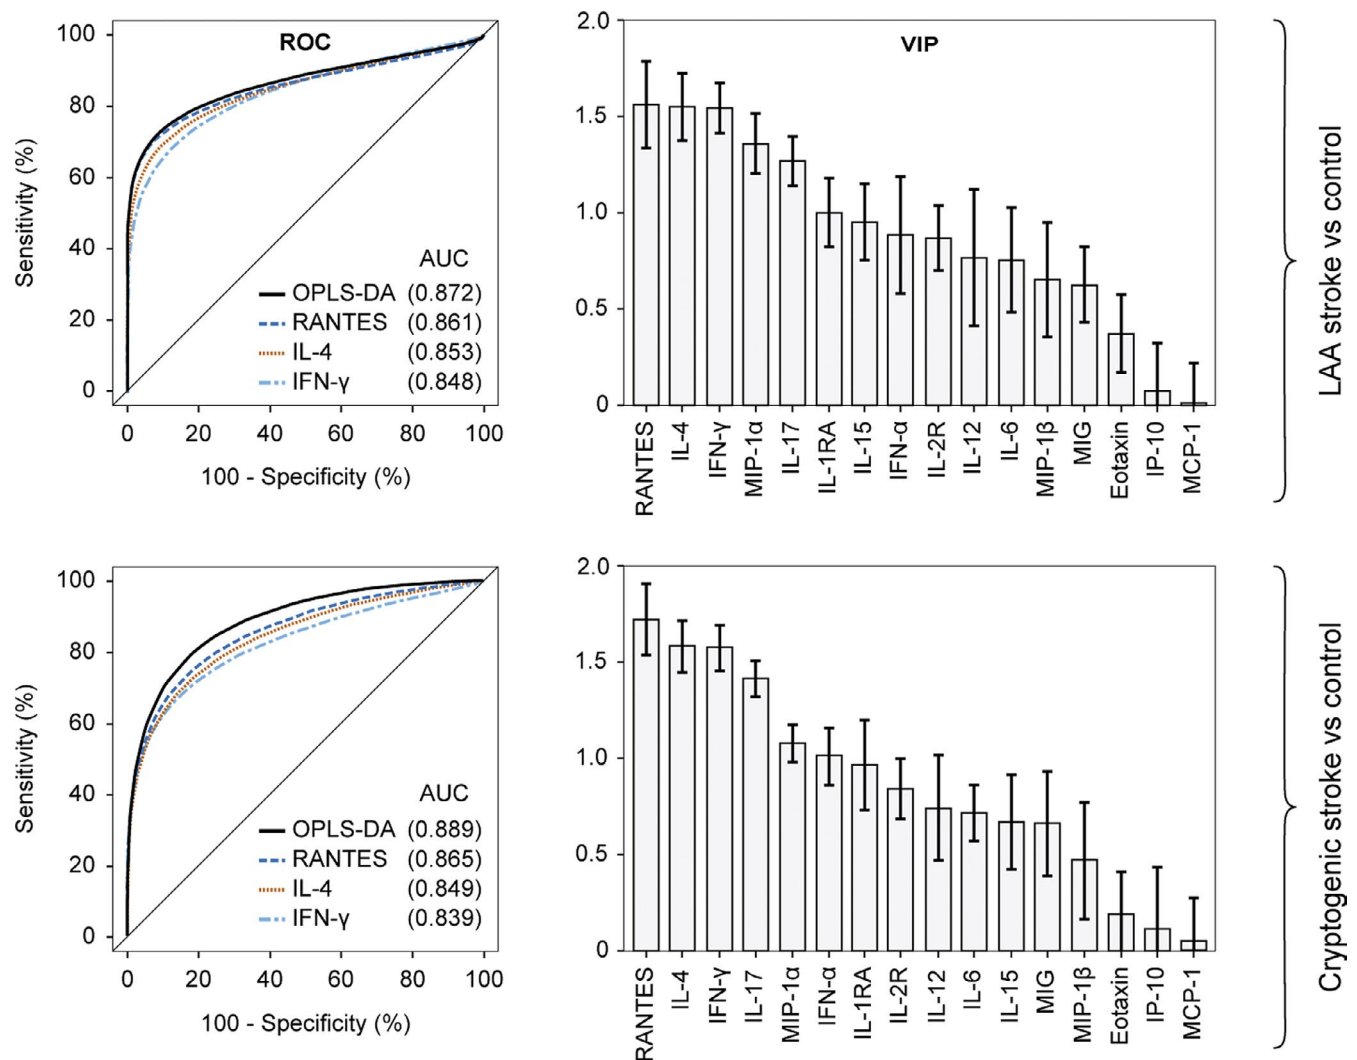 ROC
100
80
60
40
20
0
Sensitivity (%)
AUC
OPLS-DA (0.872)
RANTES (0.861)
IL-4 (0.853)
IFN-γ (0.848)
0 20 40 60 80 100
100 - Specificity (%)
VIP
2.0
1.5
1.0
0.5
0
RANTES
IL-4
IFN-γ
MIP-1α
IL-17
IL-1RA
IL-15
IFN-α
IL-2R
IL-12
IL-6
MIP-1β
MIG
Eotaxin
IP-10
MCP-1
LAA stroke vs control
100
80
60
40
20
0
Sensitivity (%)
AUC
OPLS-DA (0.889)
RANTES (0.865)
IL-4 (0.849)
IFN-γ (0.839)
0 20 40 60 80 100
100 - Specificity (%)
2.0
1.5
1.0
0.5
0
RANTES
IL-4
IFN-γ
IL-17
MIP-1α
IFN-α
IL-1RA
IL-2R
IL-12
IL-6
IL-15
MIG
MIP-1β
Eotaxin
IP-10
MCP-1
Cryptogenic stroke vs control